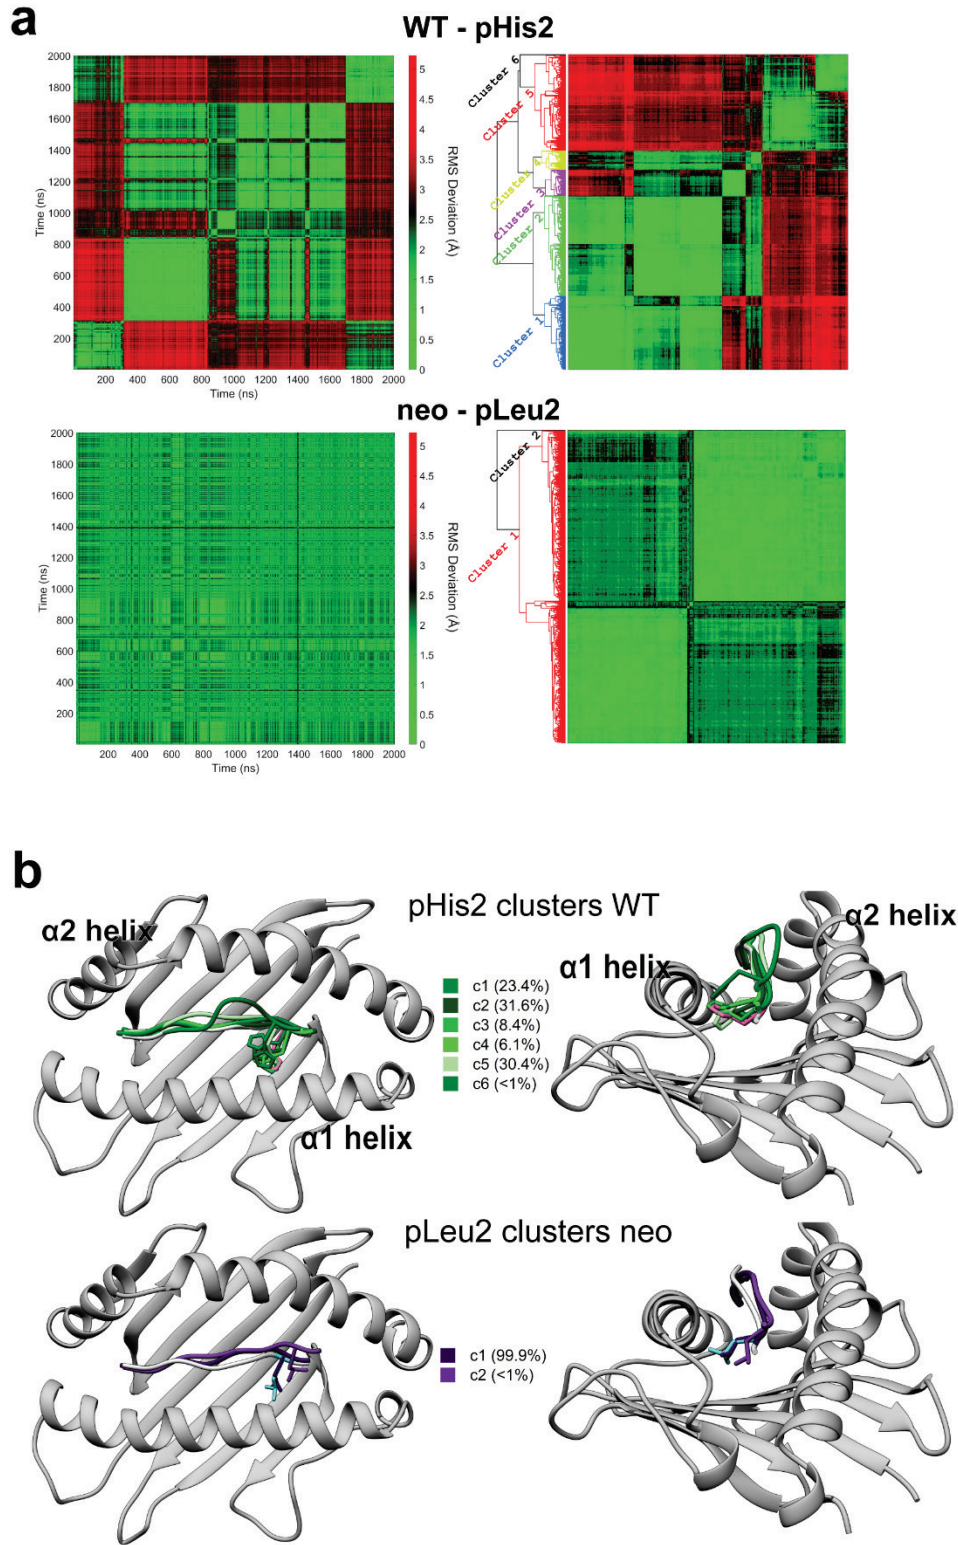 a
WT - pHis2
2000
1800
1600
1400
1200
1000
800
600
400
200
Time (ns)
200 400 600 800 1000 1200 1400 1600 1800 2000
Time (ns)
5
4.5
4
3.5
3
2.5
2
1.5
1
0.5
0
RMS Deviation (Å)
Cluster 6
Cluster 5
Cluster 4
Cluster 3
Cluster 2
Cluster 1
neo - pLeu2
2000
1800
1600
1400
1200
1000
800
600
400
200
Time (ns)
200 400 600 800 1000 1200 1400 1600 1800 2000
Time (ns)
5
4.5
4
3.5
3
2.5
2
1.5
1
0.5
0
RMS Deviation (Å)
Cluster 2
Cluster 1
b
pHis2 clusters WT
α2 helix
α1 helix
c1 (23.4%)
c2 (31.6%)
c3 (8.4%)
c4 (6.1%)
c5 (30.4%)
c6 (<1%)
α2 helix
α1 helix
pLeu2 clusters neo
c1 (99.9%)
c2 (<1%)